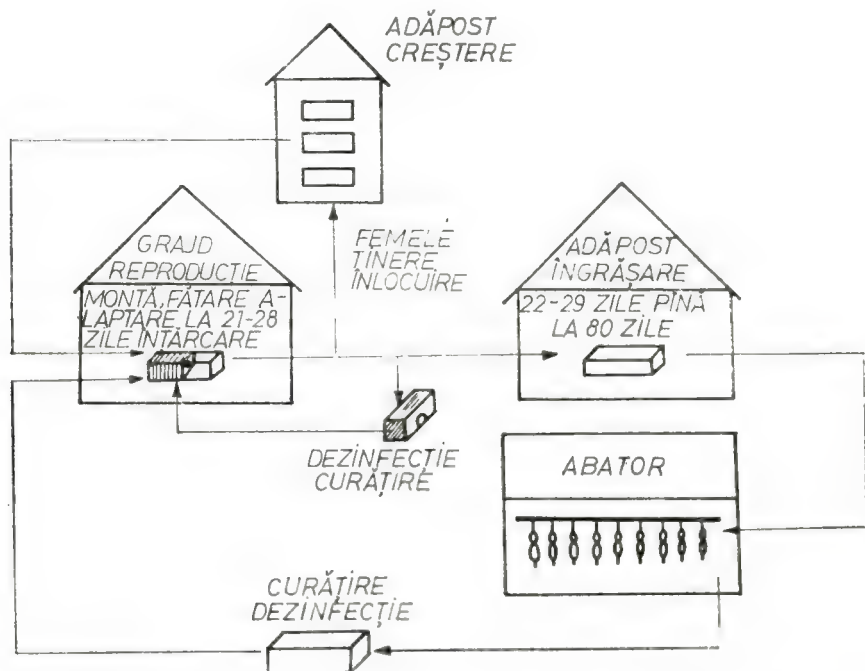 ADĂPOST
CREȘTERE
GRAJD
REPRODUCȚIE
MONTĂ, FĂTARE A-
LĂPTARE LA 21-28
ZILE ÎNTĂRCARE
FEMELE
TINERE
ÎNLOCUIRE
ADĂPOST
ÎNGRĂȘARE
22-29 ZILE PÎNĂ
LA 80 ZILE
DEZINFECȚIE
CURĂȚIRE
ABATOR
CURĂȚIRE
DEZINFECȚIE